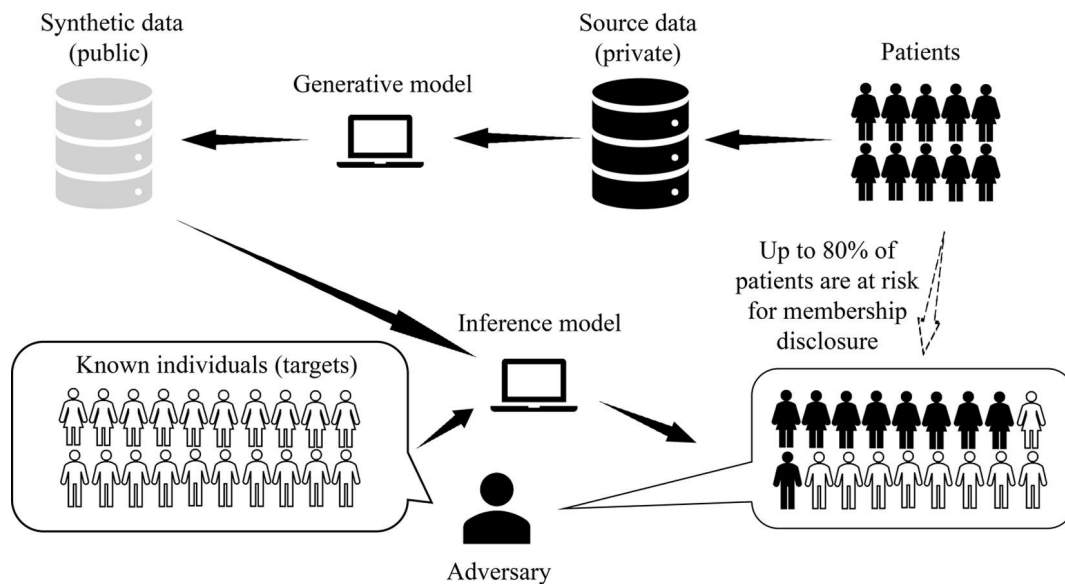 Synthetic data
(public)
Generative model
Source data
(private)
Patients
Up to 80% of
patients are at risk
for membership
disclosure
Inference model
Known individuals (targets)
Adversary